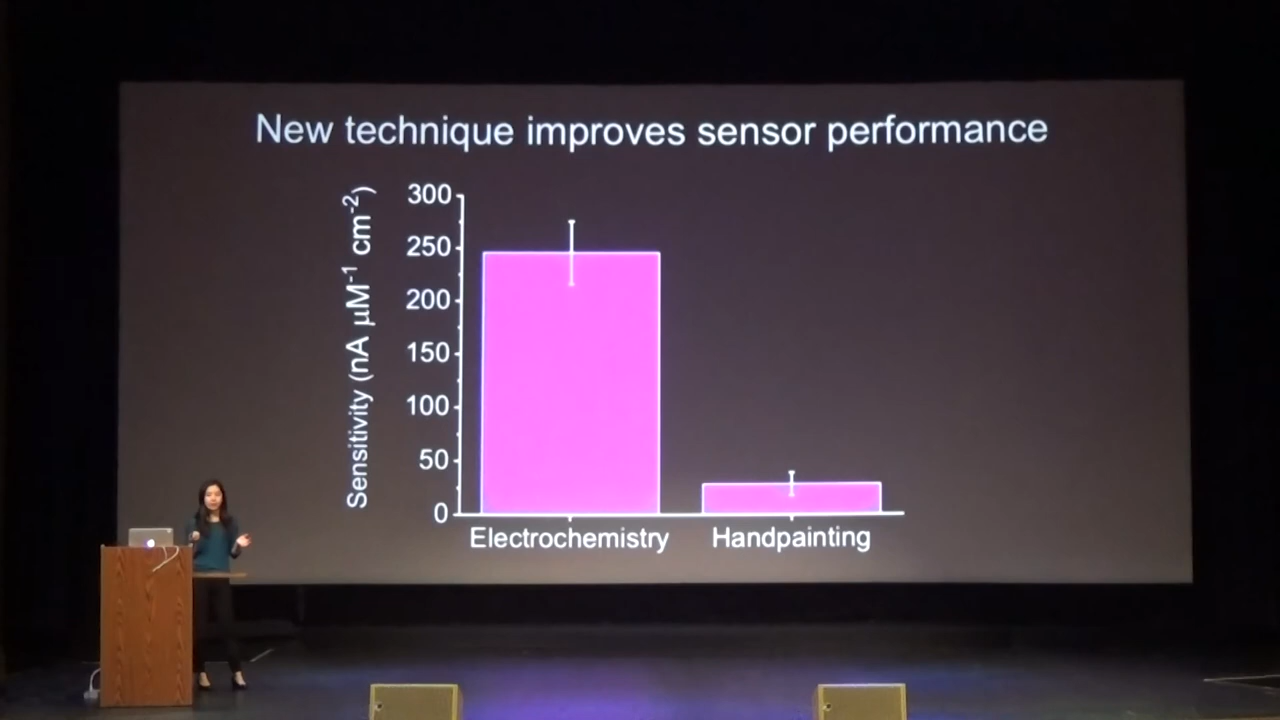 New technique improves sensor performance
Sensitivity (nA μM⁻¹ cm⁻²)
300
250
200
150
100
50
0
Electrochemistry
Handpainting